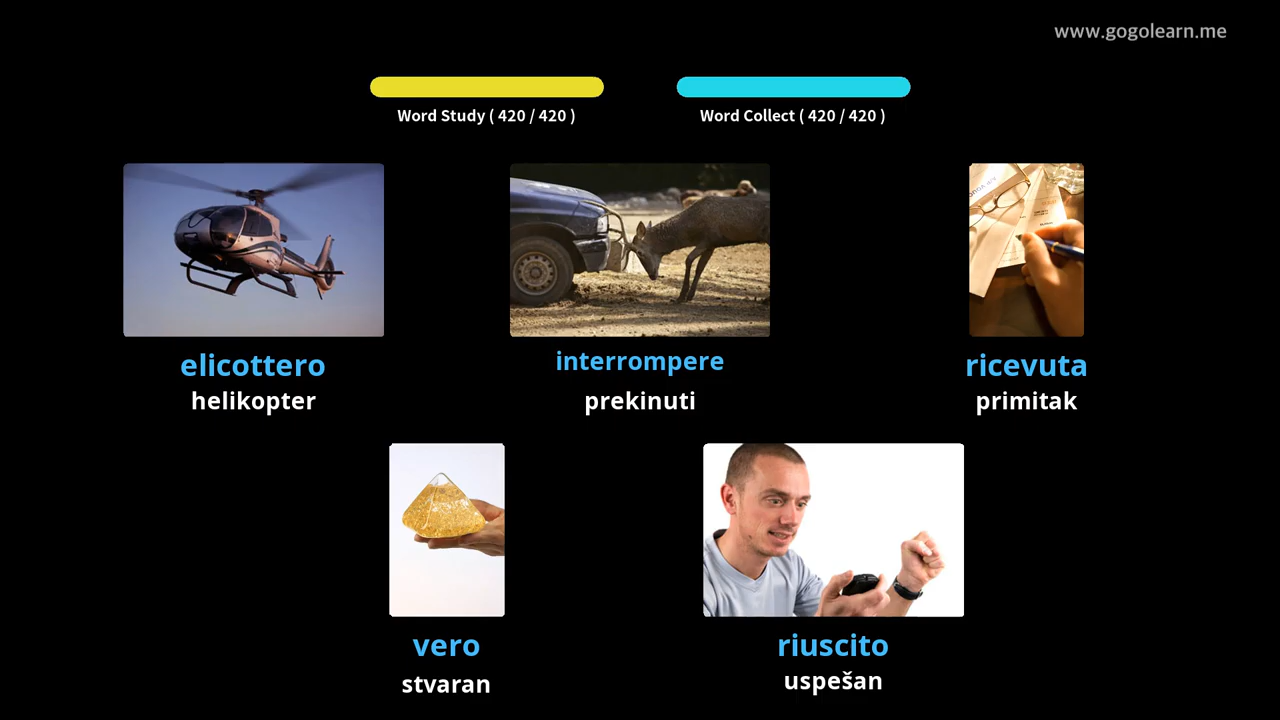 www.gogolearn.me
Word Study ( 420 / 420 )
Word Collect ( 420 / 420 )
elicottero
helikopter
interrompere
prekinuti
ricevuta
primitak
vero
stvaran
riuscito
uspešan